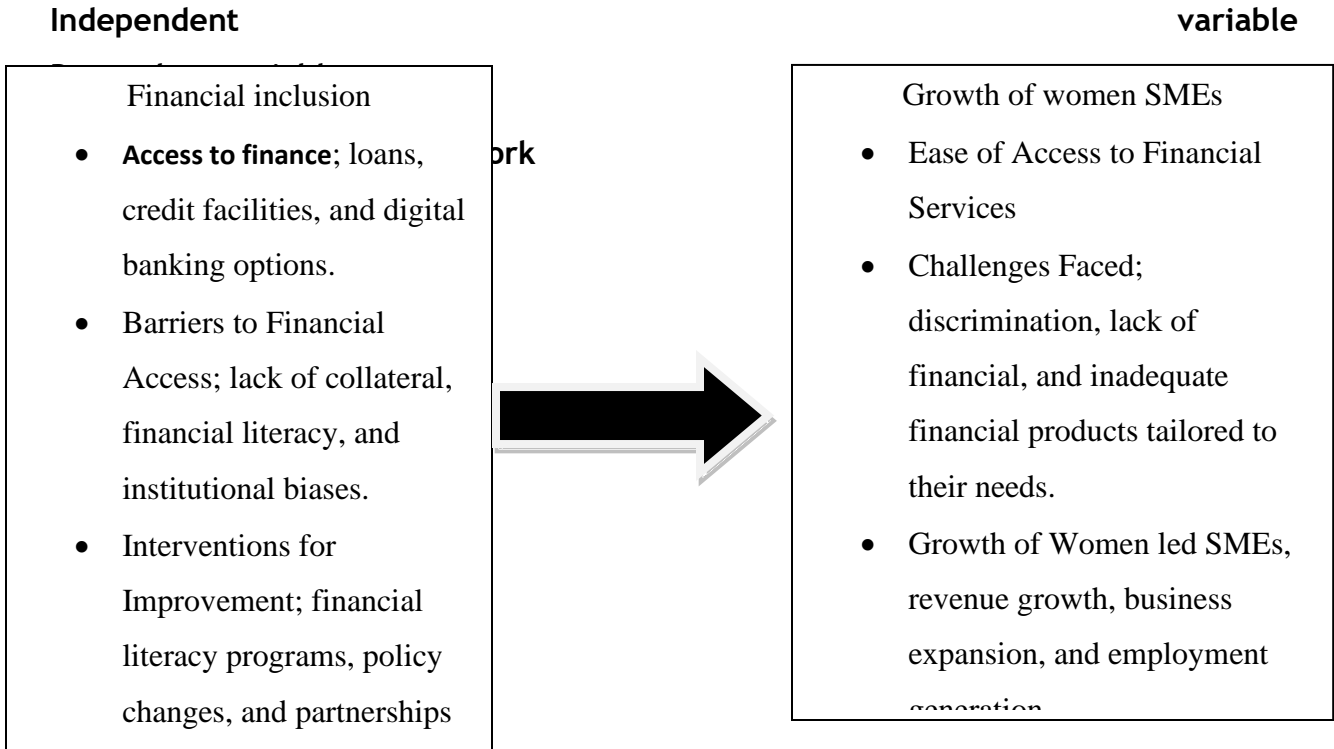 Independent variable
Financial inclusion
• Access to finance; loans,
credit facilities, and digital
banking options.
• Barriers to Financial
Access; lack of collateral,
financial literacy, and
institutional biases.
• Interventions for
Improvement; financial
literacy programs, policy
changes, and partnerships
ork
Growth of women SMEs
• Ease of Access to Financial
Services
• Challenges Faced;
discrimination, lack of
financial, and inadequate
financial products tailored to
their needs.
• Growth of Women led SMEs,
revenue growth, business
expansion, and employment
generation